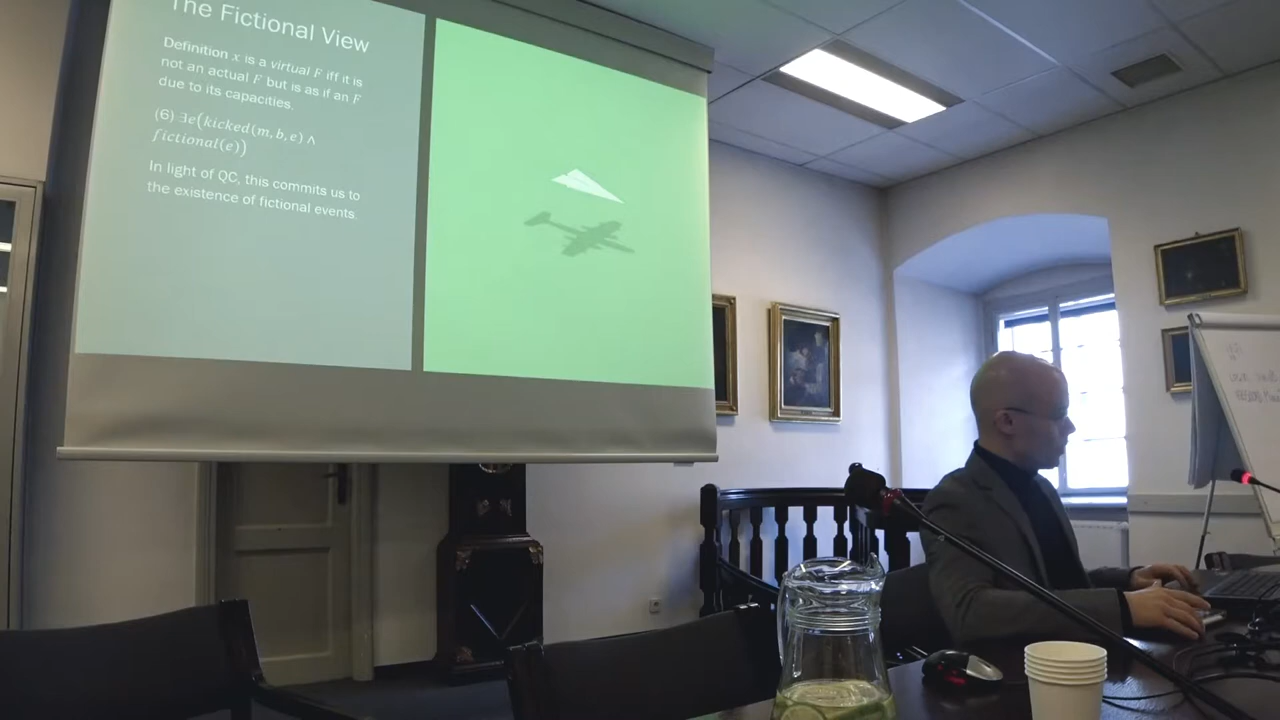 The Fictional View
Definition x is a virtual F iff it is
not an actual F but is as if an F
due to its capacities.
(6) ∃e(kicked(m, b, e) ∧
fictional(e))
In light of QC, this commits us to
the existence of fictional events.